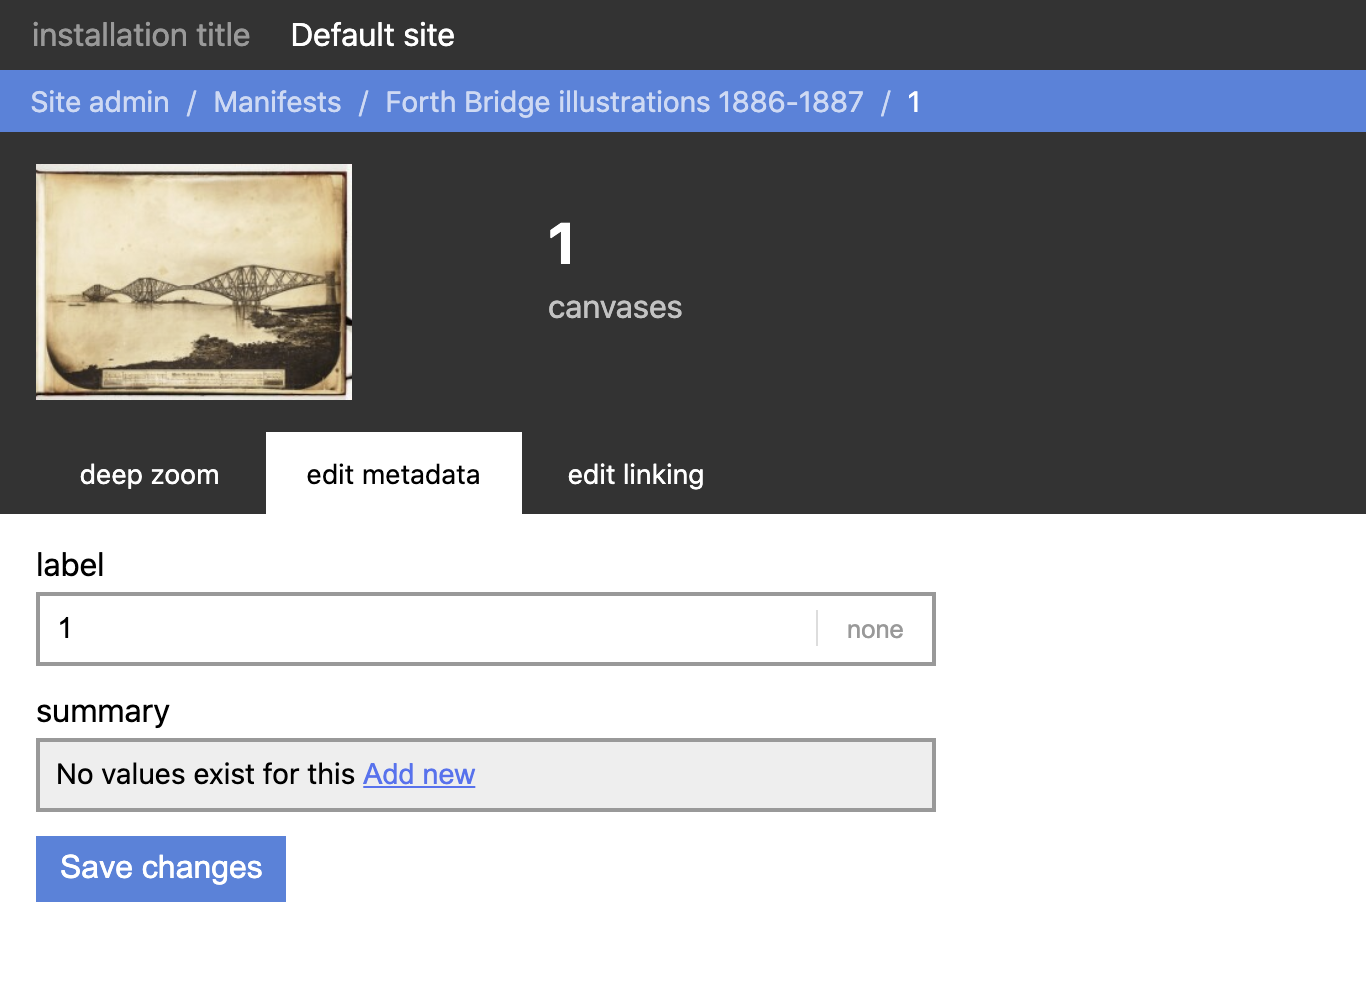 installation title Default site
Site admin / Manifests / Forth Bridge illustrations 1886-1887 / 1
1
canvases
deep zoom edit metadata edit linking
label
1 none
summary
No values exist for this Add new
Save changes